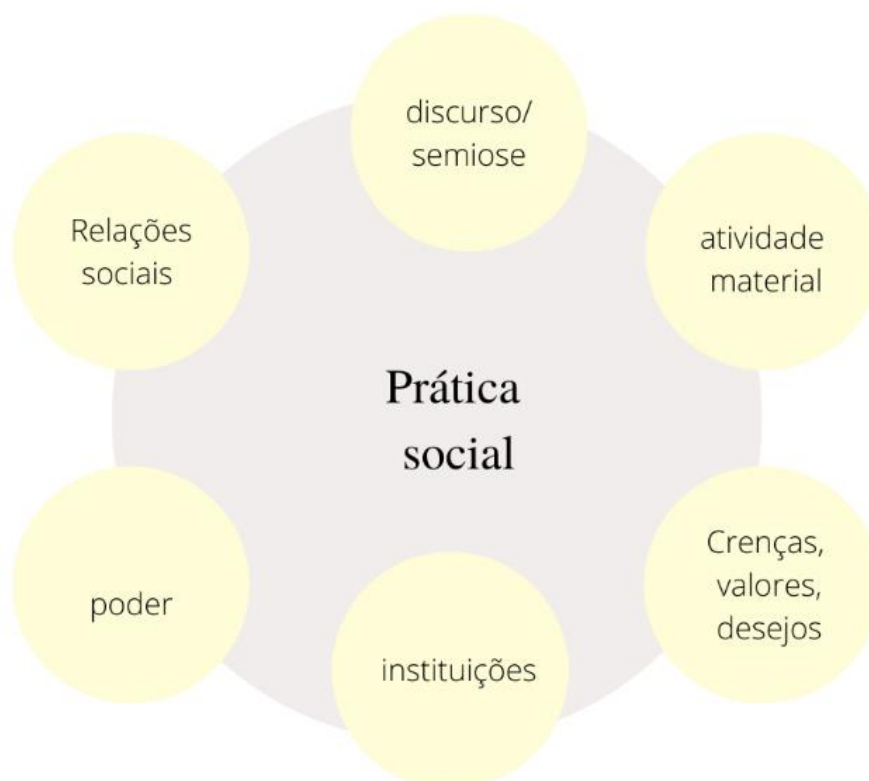 discurso/
semiose
Relações
sociais
atividade
material
Prática
social
Crenças,
valores,
desejos
poder
instituições